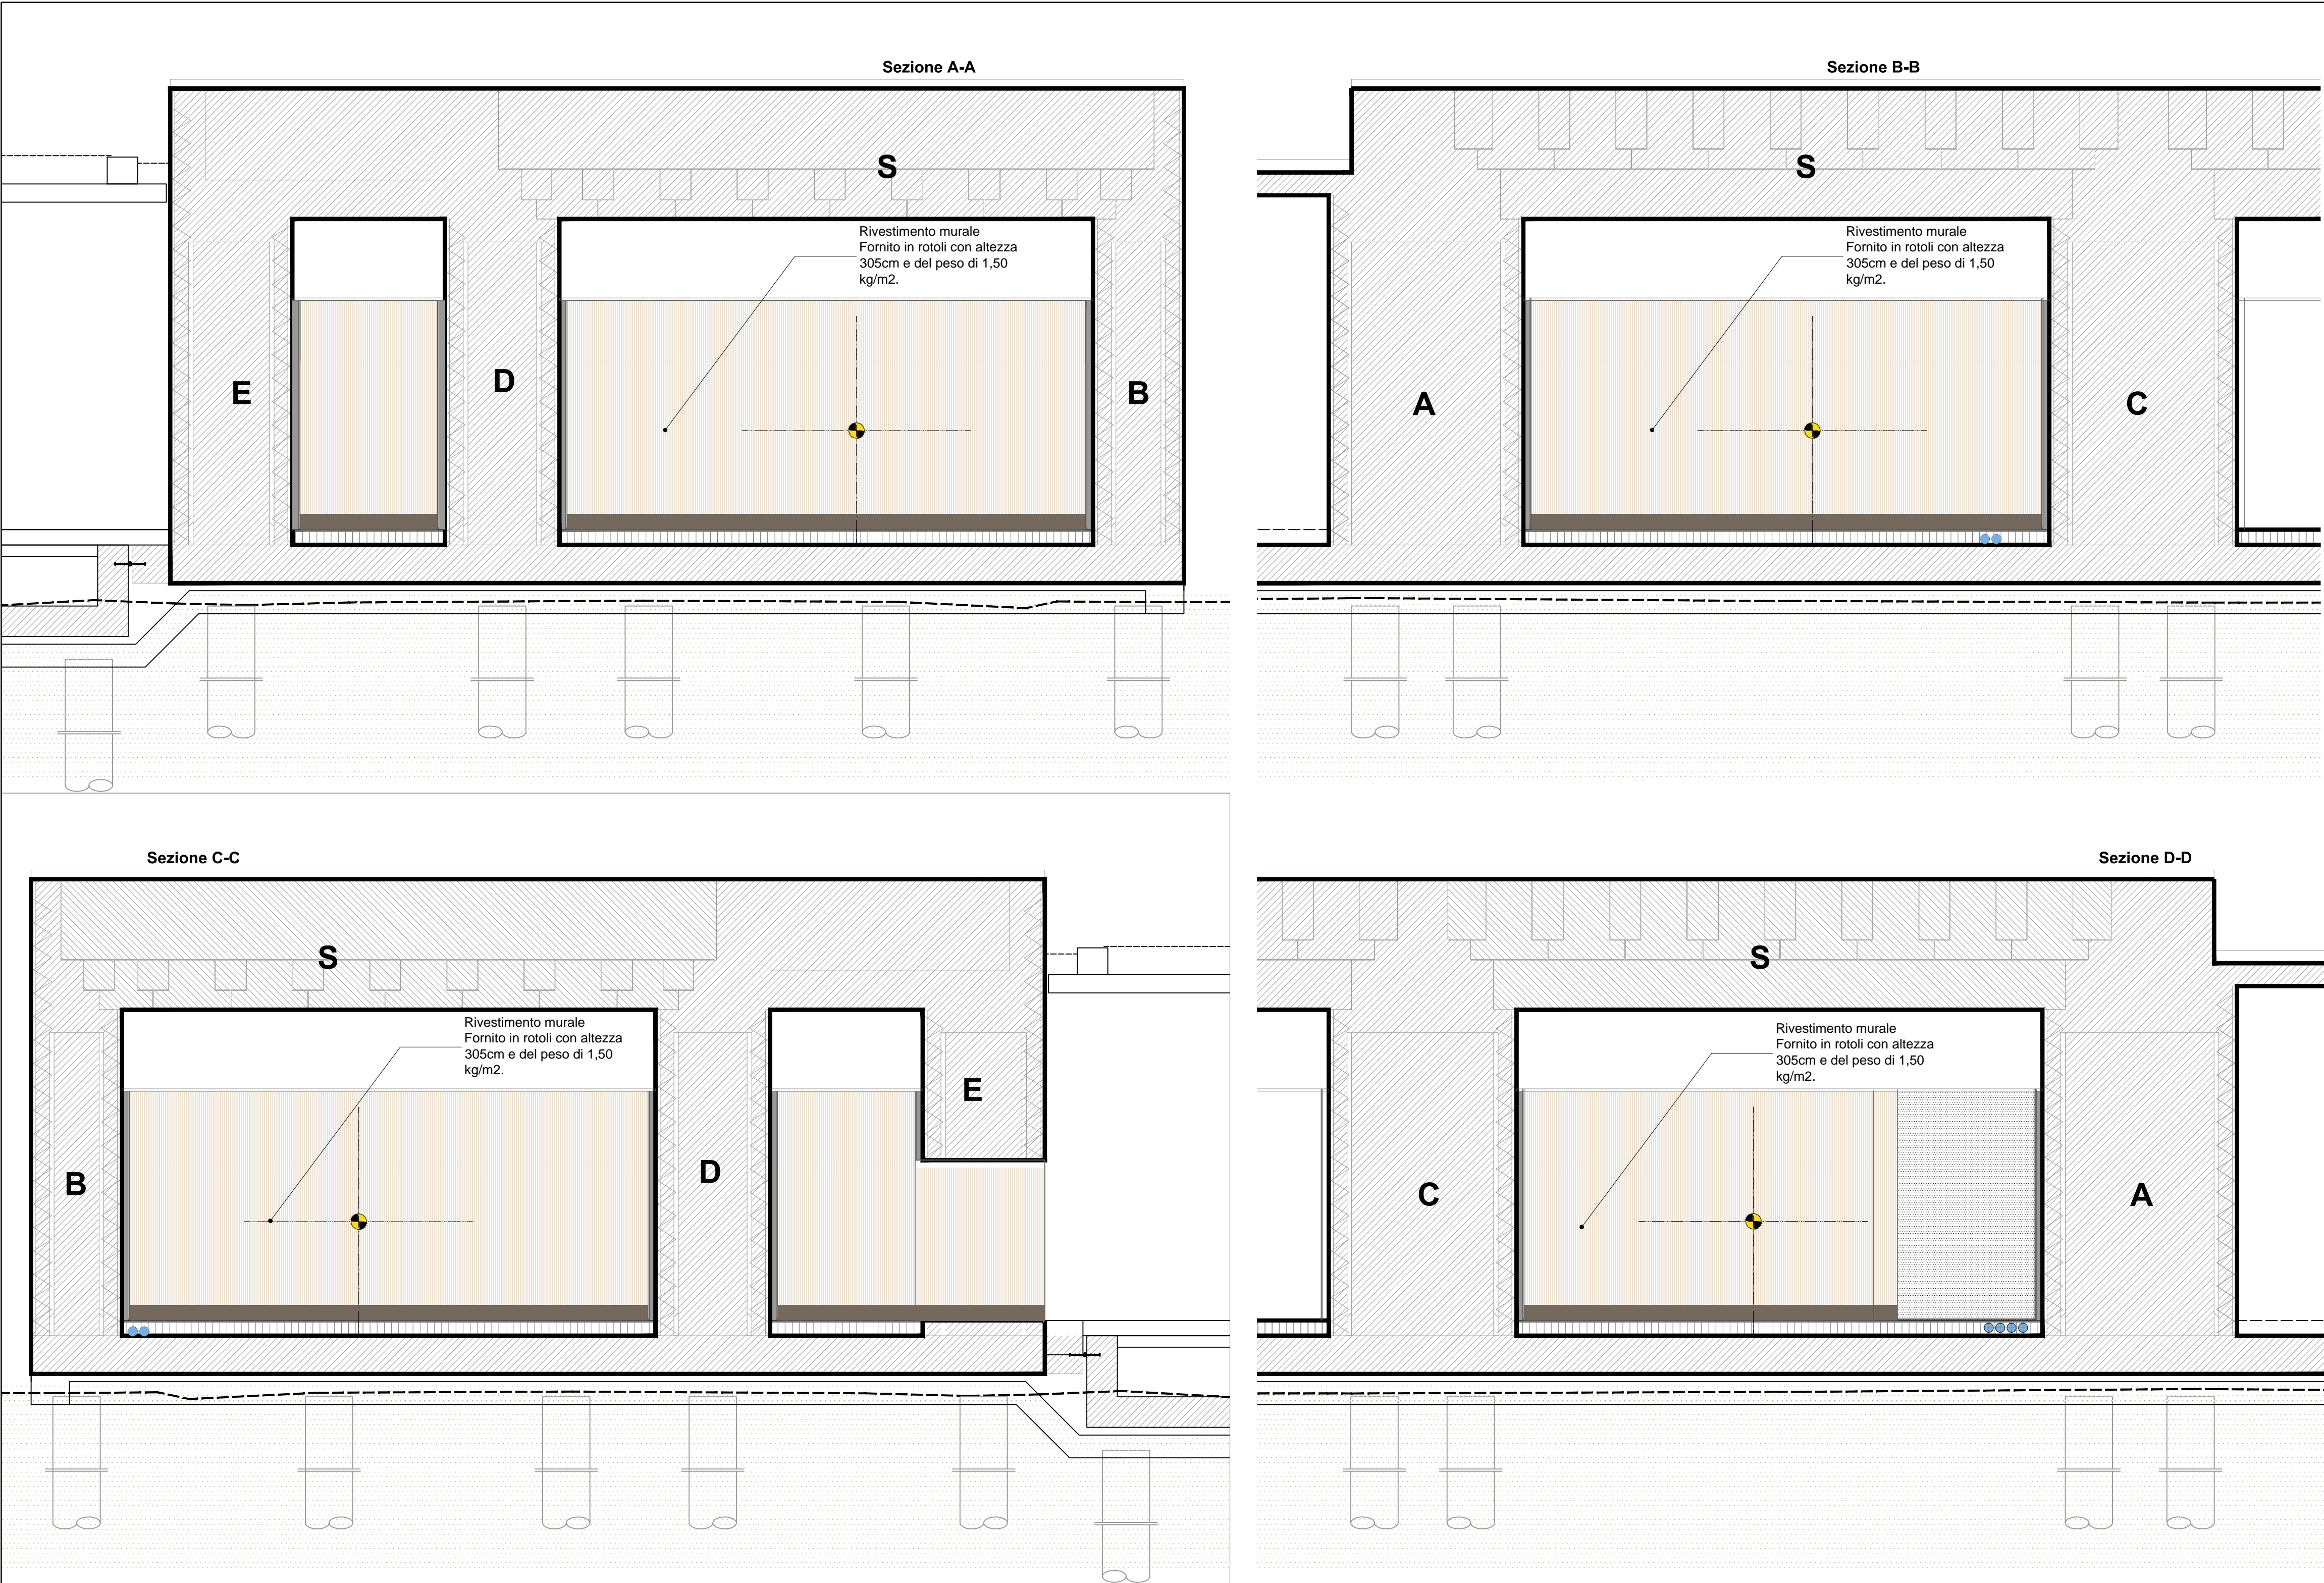 Sezione A-A
S
Rivestimento murale
Fornito in rotoli con altezza
305cm e del peso di 1,50
kg/m2.
E
D
B
Sezione B-B
S
Rivestimento murale
Fornito in rotoli con altezza
305cm e del peso di 1,50
kg/m2.
A
C
Sezione C-C
S
Rivestimento murale
Fornito in rotoli con altezza
305cm e del peso di 1,50
kg/m2.
E
B
D
Sezione D-D
S
Rivestimento murale
Fornito in rotoli con altezza
305cm e del peso di 1,50
kg/m2.
C
A